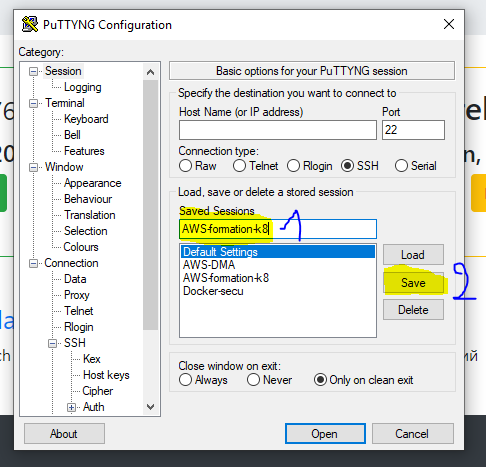 PuTTYNG Configuration
Category:
Session
Logging
Terminal
Keyboard
Bell
Features
Window
Appearance
Behaviour
Translation
Selection
Colours
Connection
Data
Proxy
Telnet
Rlogin
SSH
Kex
Host keys
Cipher
Auth
Basic options for your PuTTYNG session
Specify the destination you want to connect to
Host Name (or IP address) Port
22
Connection type:
Raw Telnet Rlogin SSH Serial
Load, save or delete a stored session
Saved Sessions
AWS-formation-k8 1
Default Settings
AWS-DMA
AWS-formation-k8
Docker-secu
Load
Save 2
Delete
Close window on exit:
Always Never Only on clean exit
About Open Cancel